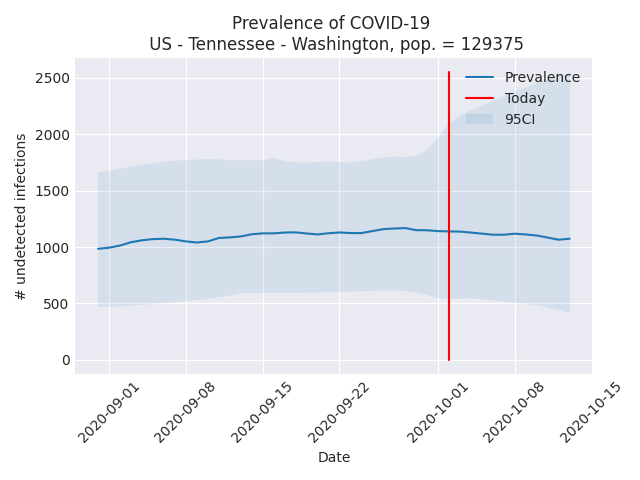 Prevalence of COVID-19
US - Tennessee - Washington, pop. = 129375
Prevalence
Today
95CI
# undetected infections
2500
2000
1500
1000
500
0
2020-09-01
2020-09-08
2020-09-15
2020-09-22
2020-10-01
2020-10-08
2020-10-15
Date